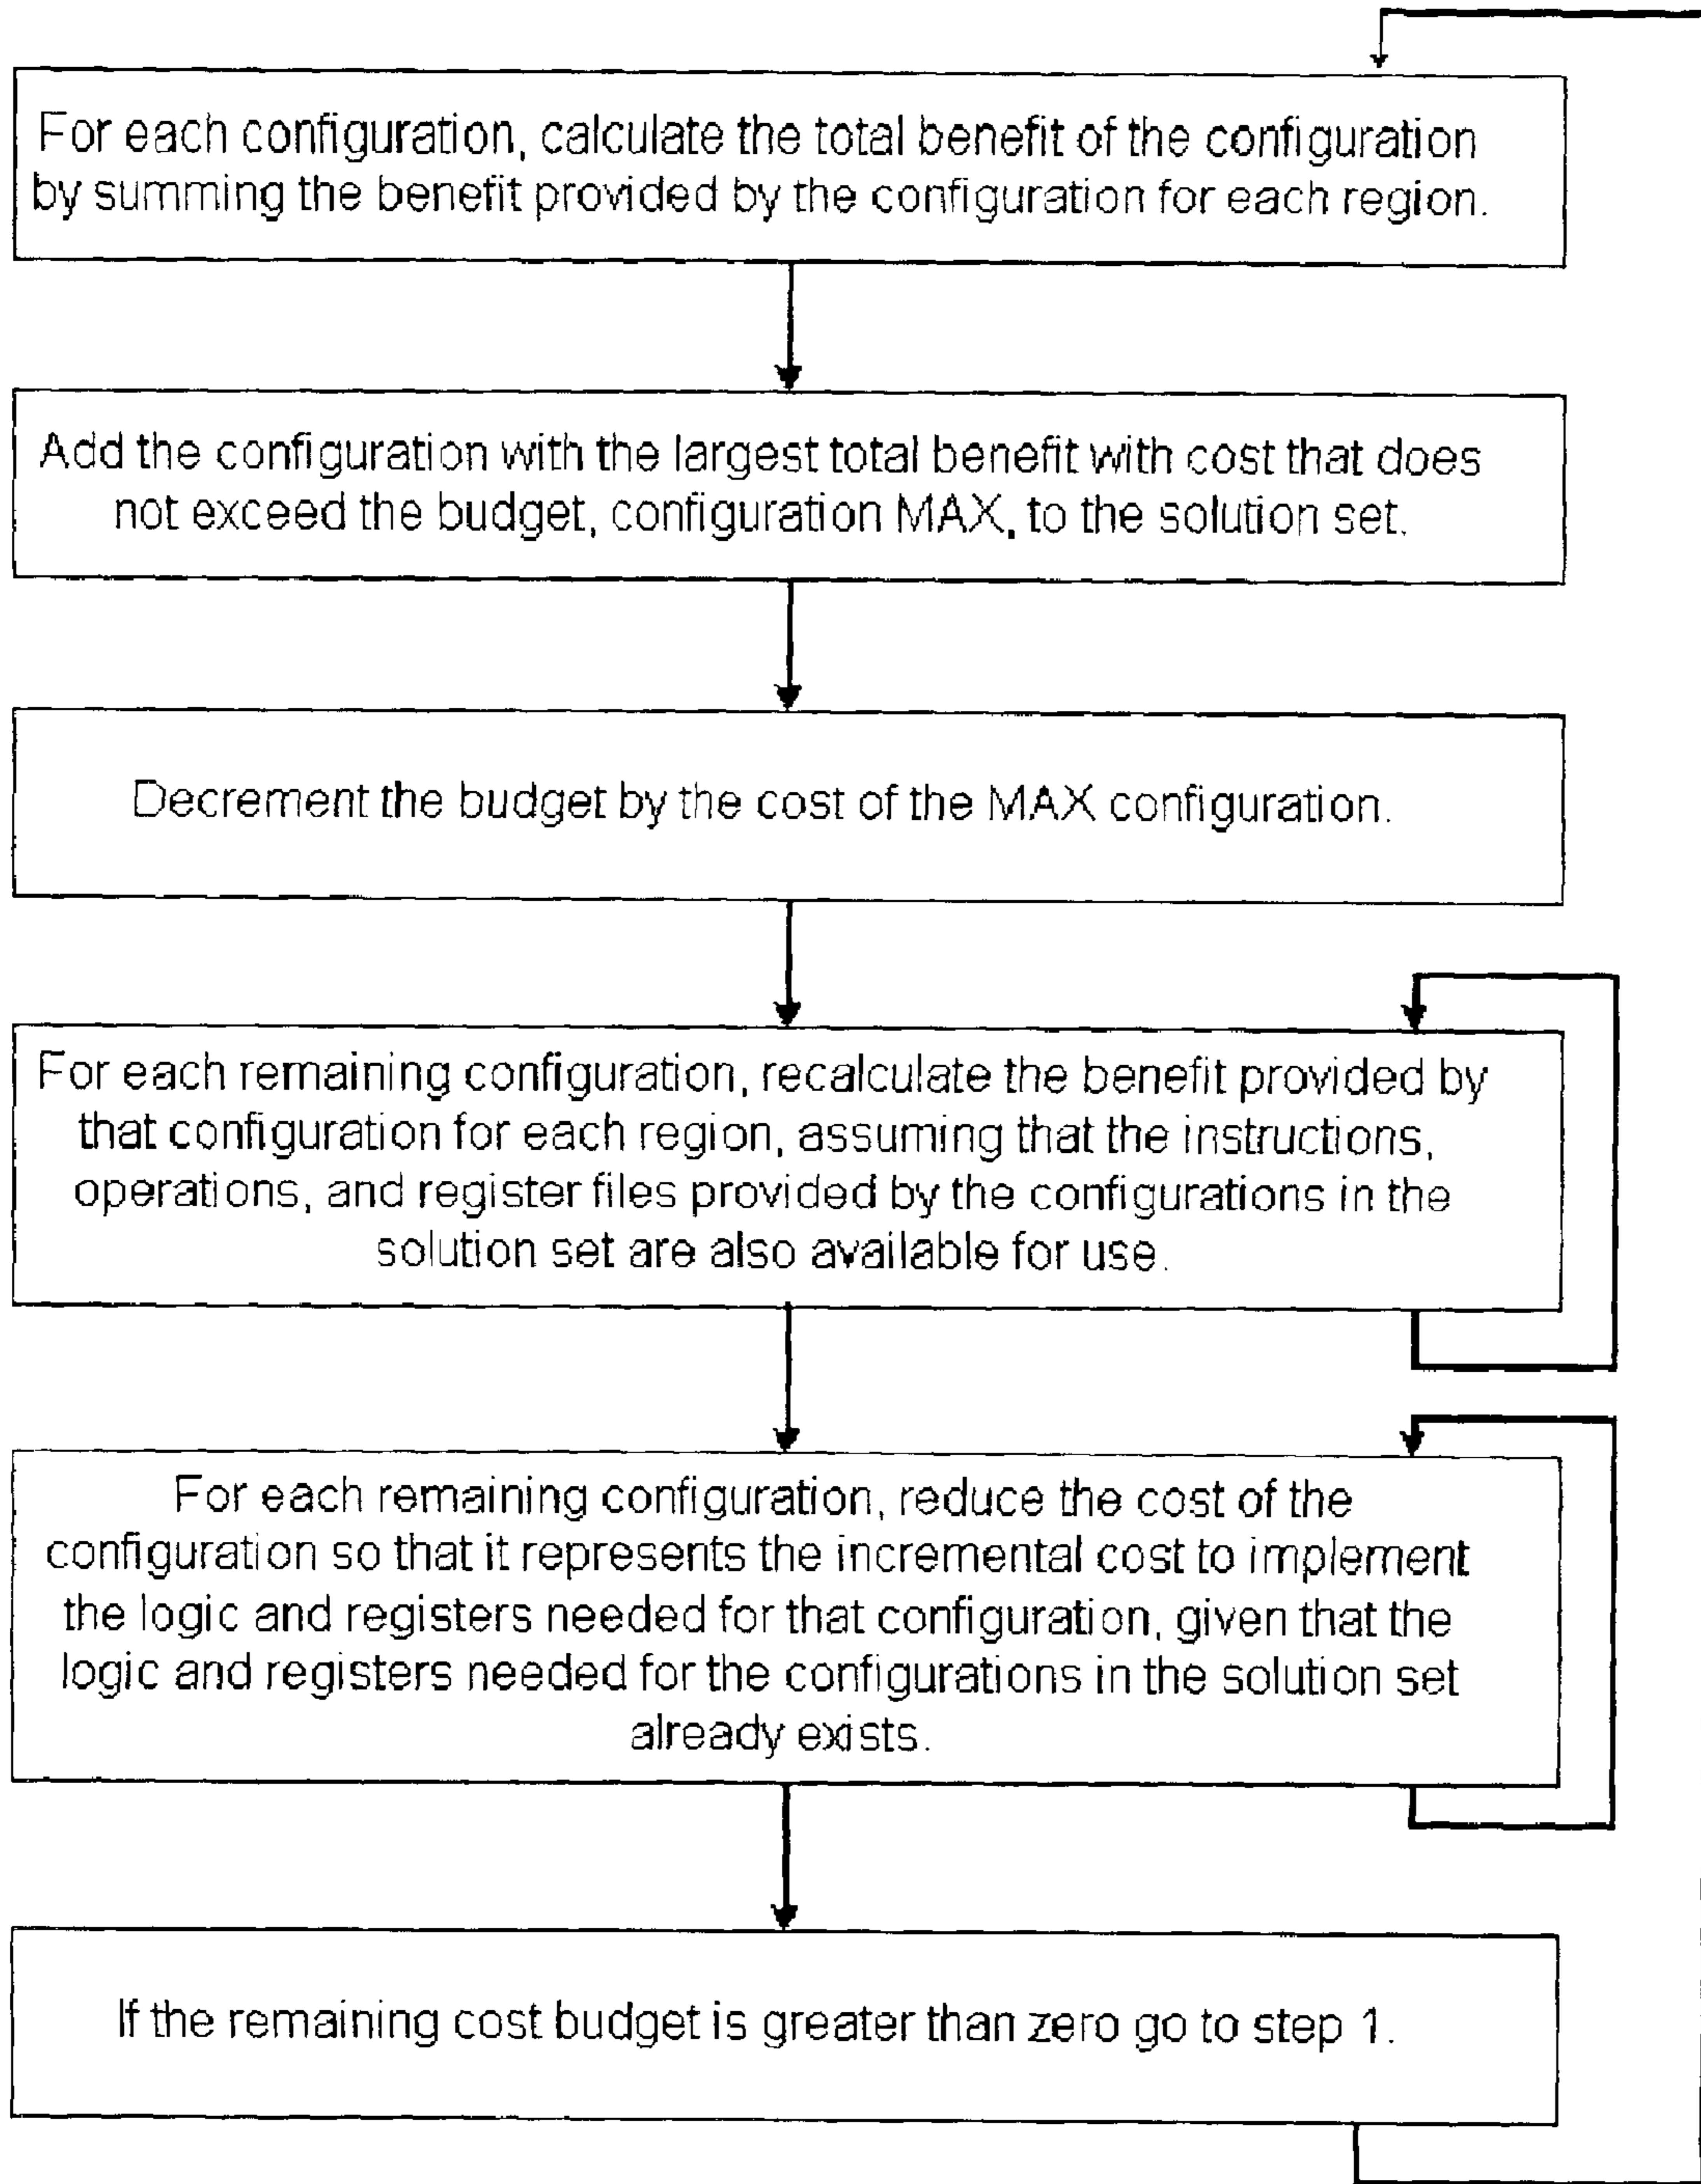 For each configuration, calculate the total benefit of the configuration
by summing the benefit provided by the configuration for each region.
Add the configuration with the largest total benefit with cost that does
not exceed the budget, configuration MAX, to the solution set.
Decrement the budget by the cost of the MAX configuration.
For each remaining configuration, recalculate the benefit provided by
that configuration for each region, assuming that the instructions,
operations, and register files provided by the configurations in the
solution set are also available for use.
For each remaining configuration, reduce the cost of the
configuration so that it represents the incremental cost to implement
the logic and registers needed for that configuration, given that the
logic and registers needed for the configurations in the solution set
already exists.
If the remaining cost budget is greater than zero go to step 1.